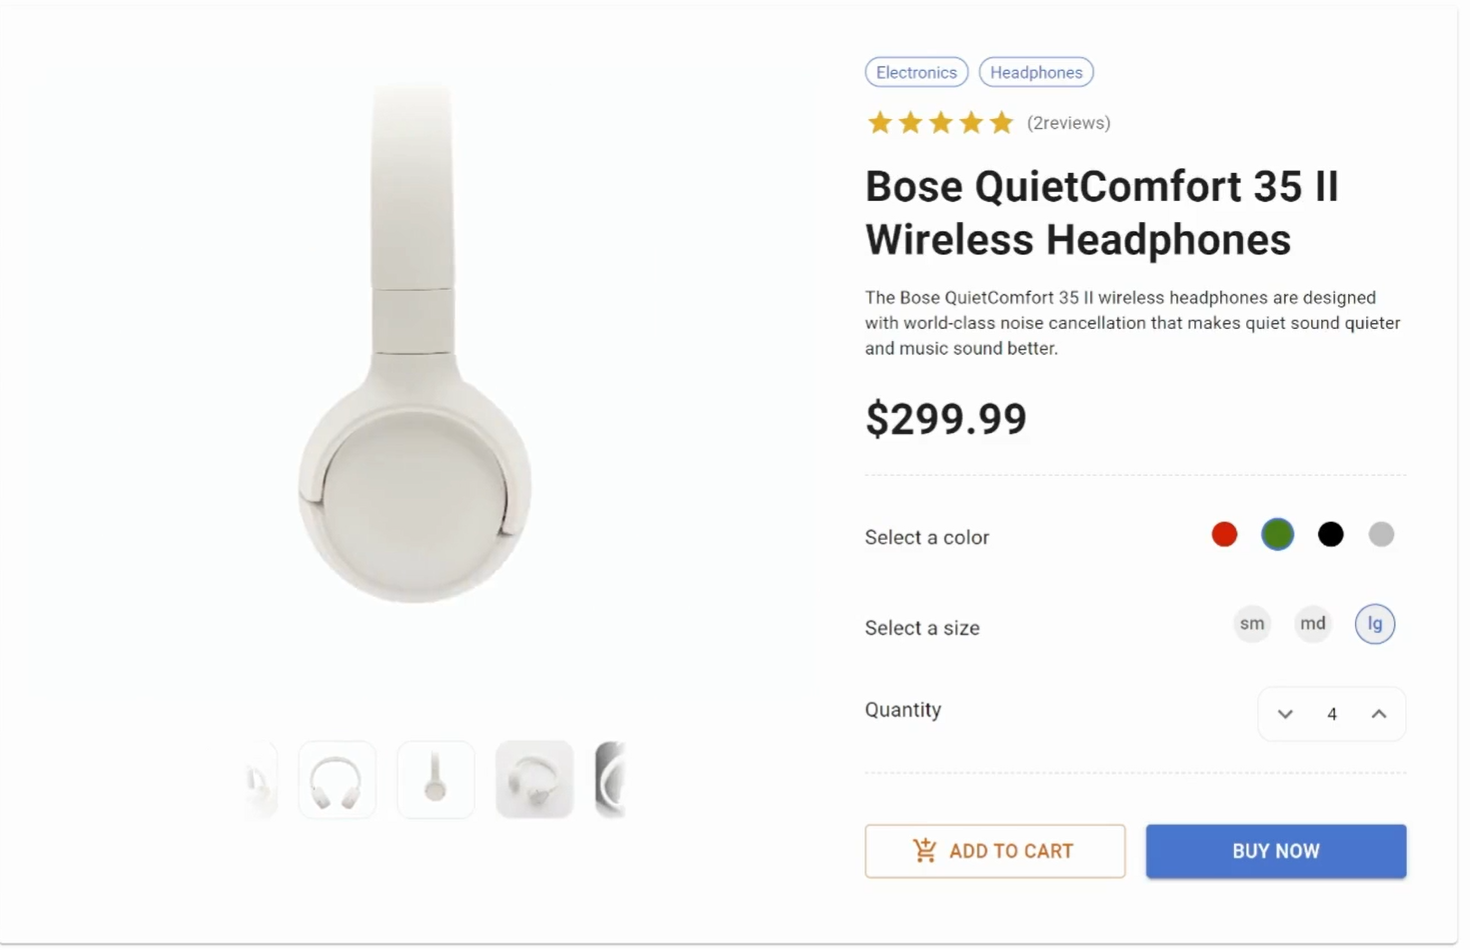 Electronics Headphones
(2reviews)
Bose QuietComfort 35 II
Wireless Headphones
The Bose QuietComfort 35 II wireless headphones are designed
with world-class noise cancellation that makes quiet sound quieter
and music sound better.
$299.99
Select a color
Select a size sm md lg
Quantity 4
ADD TO CART BUY NOW